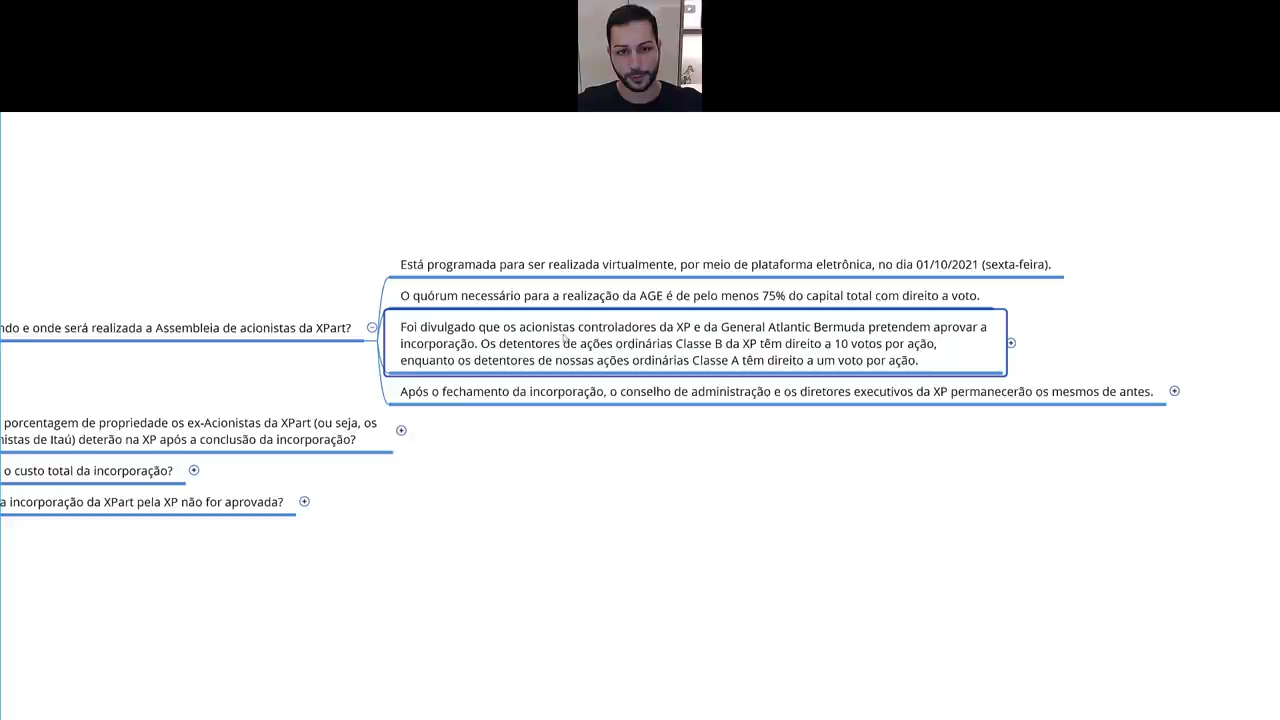 Está programada para ser realizada virtualmente, por meio de plataforma eletrônica, no dia 01/10/2021 (sexta-feira).
O quórum necessário para a realização da AGE é de pelo menos 75% do capital total com direito a voto.
ndo e onde será realizada a Assembleia de acionistas da XPart?
Foi divulgado que os acionistas controladores da XP e da General Atlantic Bermuda pretendem aprovar a
incorporação. Os detentores de ações ordinárias Classe B da XP têm direito a 10 votos por ação,
enquanto os detentores de nossas ações ordinárias Classe A têm direito a um voto por ação.
Após o fechamento da incorporação, o conselho de administração e os diretores executivos da XP permanecerão os mesmos de antes.
porcentagem de propriedade os ex-Acionistas da XPart (ou seja, os
nistas de Itaú) deterão na XP após a conclusão da incorporação?
o custo total da incorporação?
a incorporação da XPart pela XP não for aprovada?